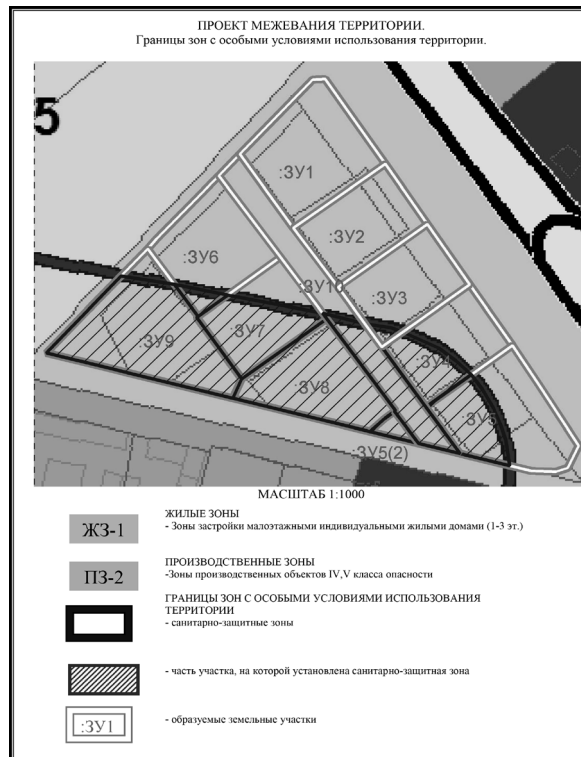 ПРОЕКТ МЕЖЕВАНИЯ ТЕРРИТОРИИ.
Границы зон с особыми условиями использования территории.
5
:ЗУ1
:ЗУ2
:ЗУ6
:ЗУ10
:ЗУ3
:ЗУ7
:ЗУ9
:ЗУ4
:ЗУ8
:ЗУ5
:ЗУ5(2)
МАСШТАБ 1:1000
ЖЗ-1
ЖИЛЫЕ ЗОНЫ
- Зоны застройки малоэтажными индивидуальными жилыми домами (1-3 эт.)
ПЗ-2
ПРОИЗВОДСТВЕННЫЕ ЗОНЫ
-Зоны производственных объектов IV,V класса опасности
ГРАНИЦЫ ЗОН С ОСОБЫМИ УСЛОВИЯМИ ИСПОЛЬЗОВАНИЯ
ТЕРРИТОРИИ
- санитарно-защитные зоны
- часть участка, на которой установлена санитарно-защитная зона
:ЗУ1
- образуемые земельные участки